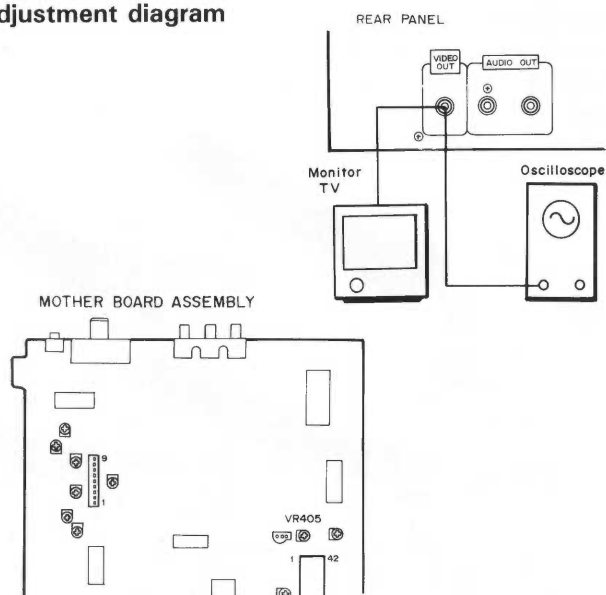 djustment diagram
REAR PANEL
VIDEO
OUT
AUDIO OUT
Monitor
TV
Oscilloscope
MOTHER BOARD ASSEMBLY
9
1
VR405
1
42